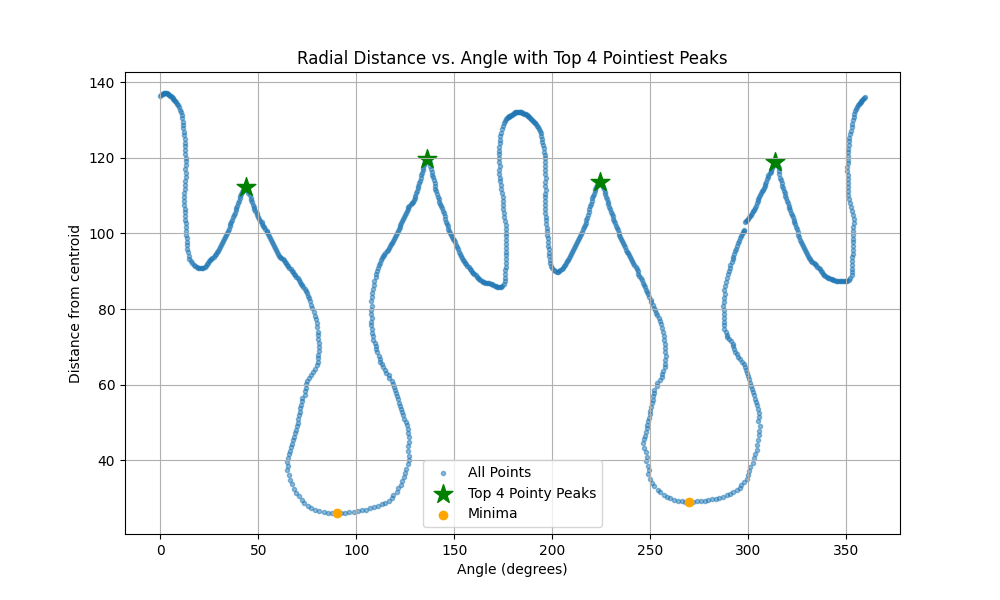 Radial Distance vs. Angle with Top 4 Pointiest Peaks
140
120
100
80
60
40
Distance from centroid
0 50 100 150 200 250 300 350
Angle (degrees)
All Points
Top 4 Pointy Peaks
Minima